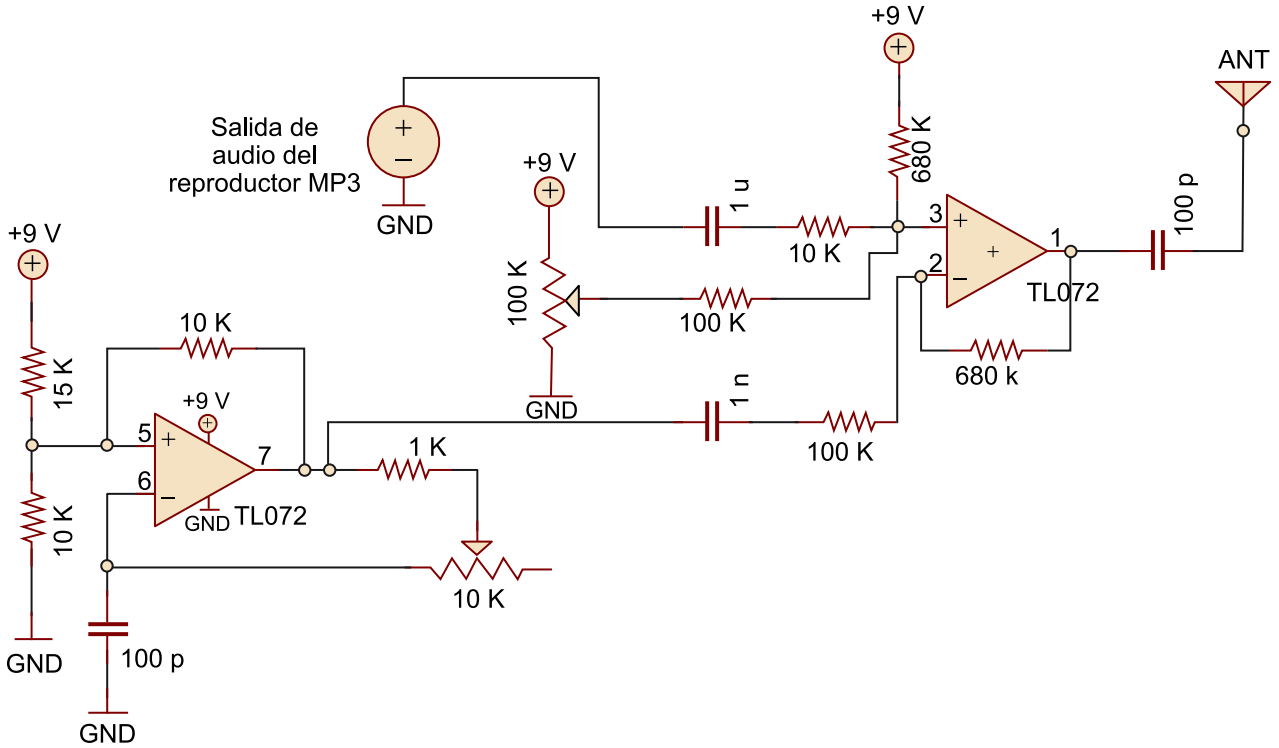 +9 V
ANT
Salida de
audio del
reproductor MP3
+
−
GND
+9 V
+
680 K
+9 V
+
1 u
10 K
3
+
+
1
100 p
2
−
TL072
100 K
100 K
680 k
GND
+9 V
+
15 K
10 K
10 K
+9 V
+
5
+
7
6
−
GND
TL072
1 K
1 n
100 K
10 K
GND
100 p
GND